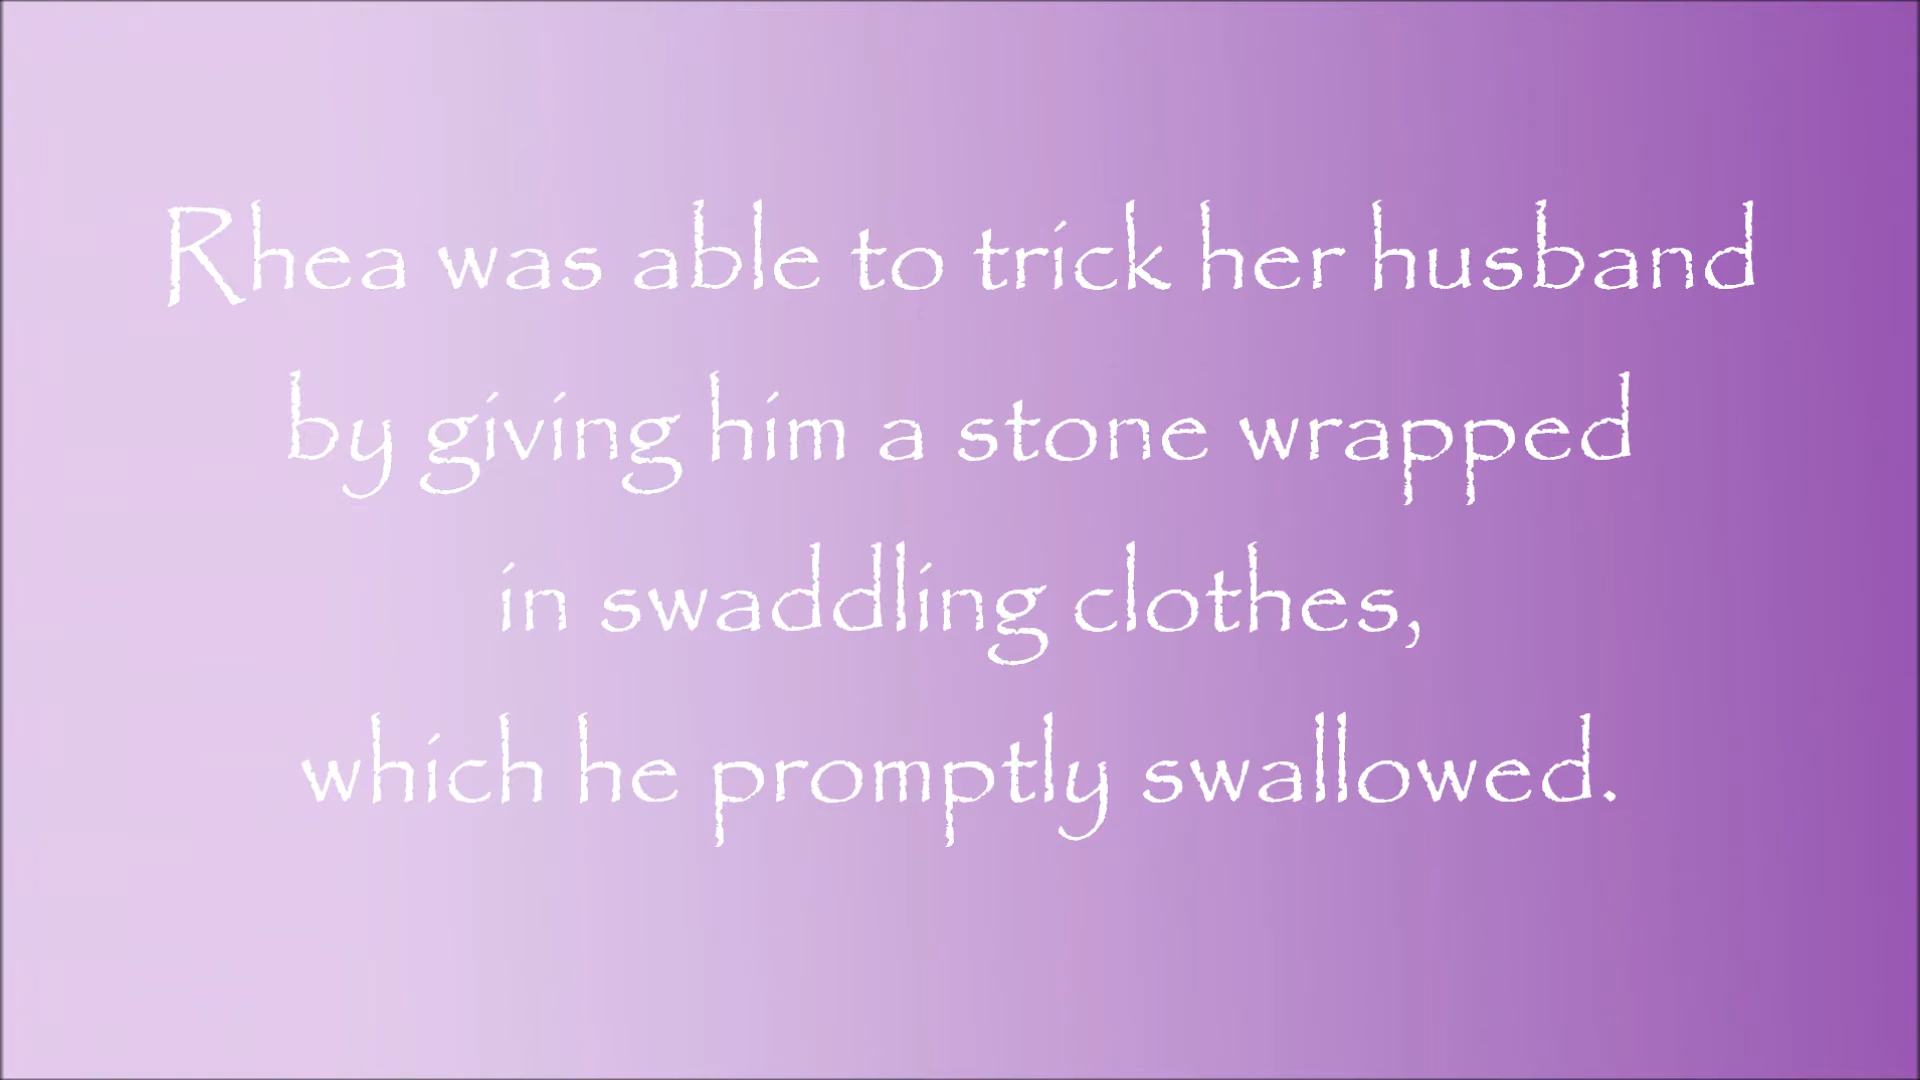 Rhea was able to trick her husband
by giving him a stone wrapped
in swaddling clothes,
which he promptly swallowed.